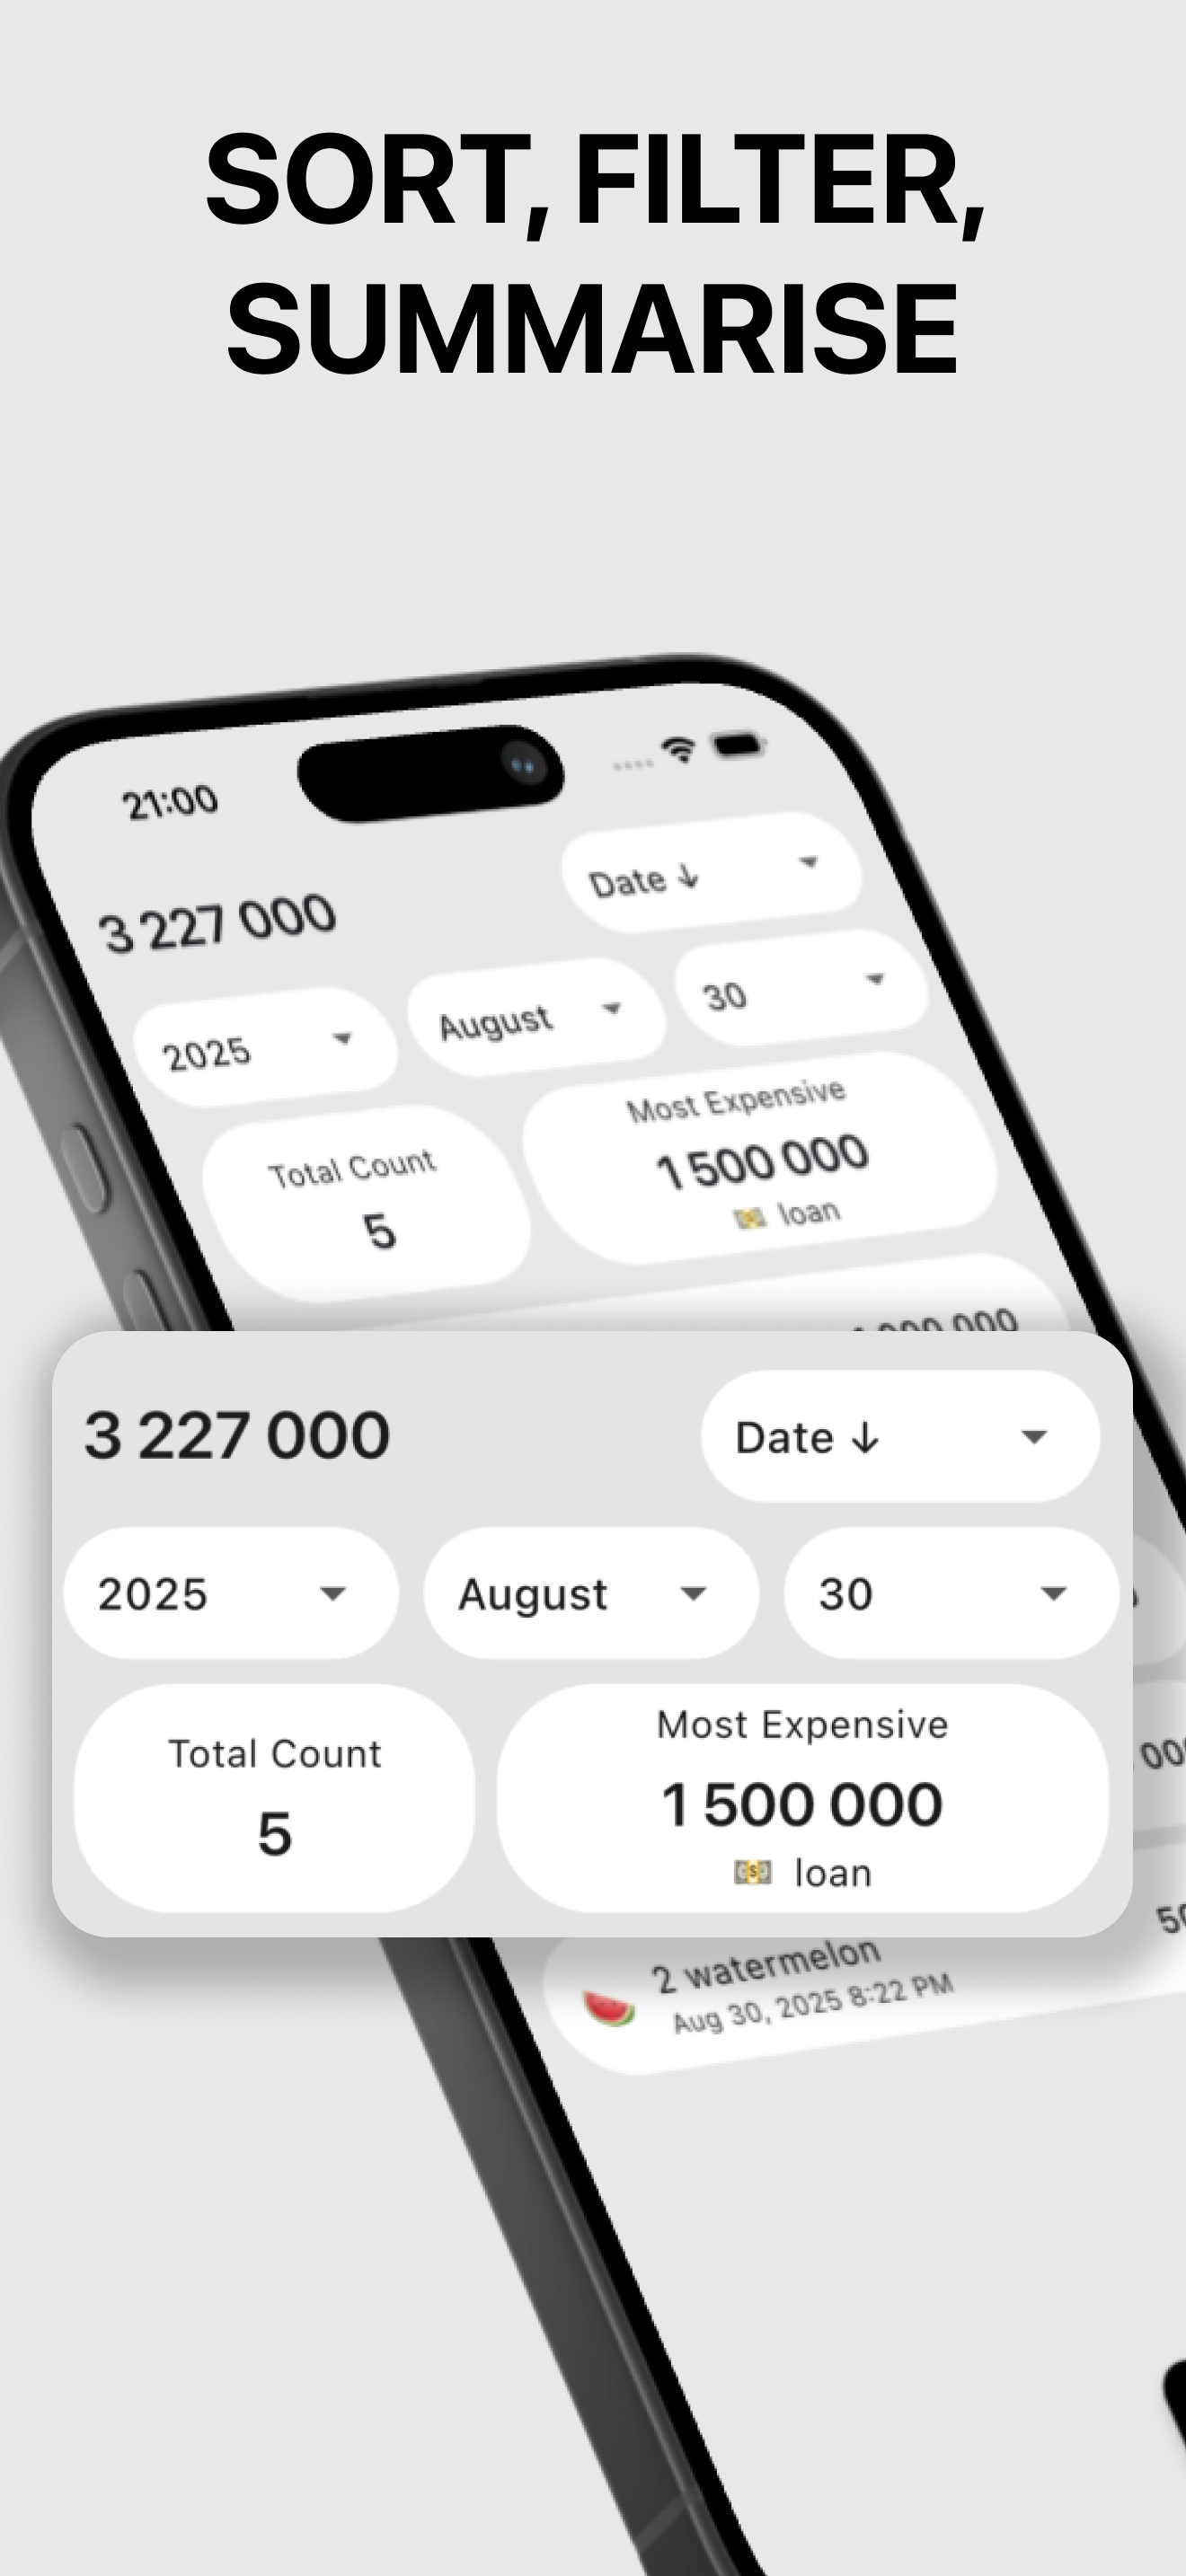 SORT, FILTER,
SUMMARISE
21:00
3 227 000
Date ↓
2025
August
30
Total Count
5
Most Expensive
1 500 000
loan
3 227 000
Date ↓
2025
August
30
Total Count
5
Most Expensive
1 500 000
loan
2 watermelon
Aug 30, 2025 8:22 PM